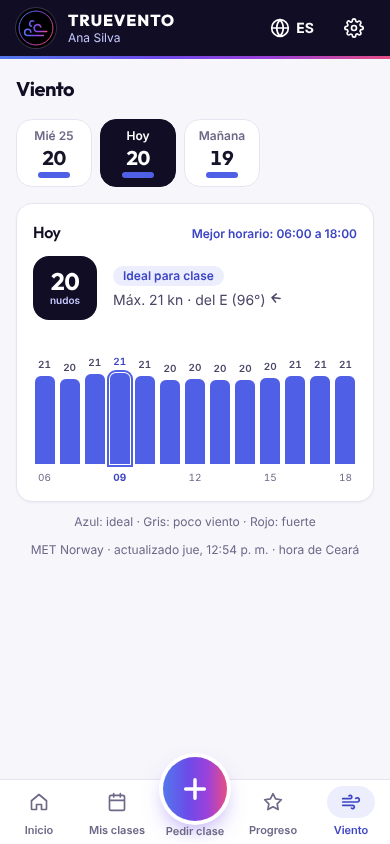 TRUEVENTO
Ana Silva
ES
Viento
Mié 25
20
Hoy
20
Mañana
19
Hoy
Mejor horario: 06:00 a 18:00
20
nudos
Ideal para clase
Máx. 21 kn · del E (96°) ←
21 20 21 21 21 20 20 20 20 20 21 21 21
06 09 12 15 18
Azul: ideal · Gris: poco viento · Rojo: fuerte
MET Norway · actualizado jue, 12:54 p. m. · hora de Ceará
Inicio
Mis clases
Pedir clase
Progreso
Viento